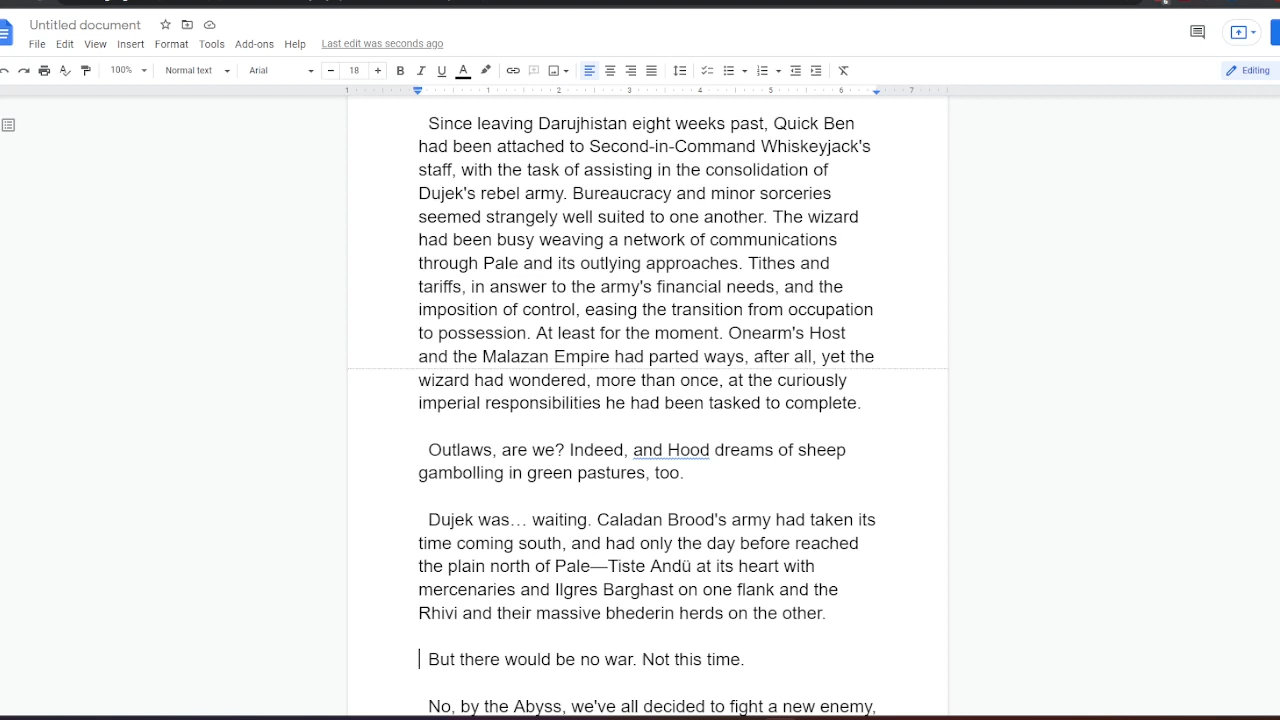 Untitled document
File Edit View Insert Format Tools Add-ons Help Last edit was seconds ago
100% Normal text Arial 18 B I U A Editing
1 1 2 3 4 5 6 7
Since leaving Darujhistan eight weeks past, Quick Ben
had been attached to Second-in-Command Whiskeyjack's
staff, with the task of assisting in the consolidation of
Dujek's rebel army. Bureaucracy and minor sorceries
seemed strangely well suited to one another. The wizard
had been busy weaving a network of communications
through Pale and its outlying approaches. Tithes and
tariffs, in answer to the army's financial needs, and the
imposition of control, easing the transition from occupation
to possession. At least for the moment. Onearm's Host
and the Malazan Empire had parted ways, after all, yet the
wizard had wondered, more than once, at the curiously
imperial responsibilities he had been tasked to complete.
Outlaws, are we? Indeed, and Hood dreams of sheep
gambolling in green pastures, too.
Dujek was… waiting. Caladan Brood's army had taken its
time coming south, and had only the day before reached
the plain north of Pale—Tiste Andü at its heart with
mercenaries and Ilgres Barghast on one flank and the
Rhivi and their massive bhederin herds on the other.
But there would be no war. Not this time.
No, by the Abyss, we've all decided to fight a new enemy,